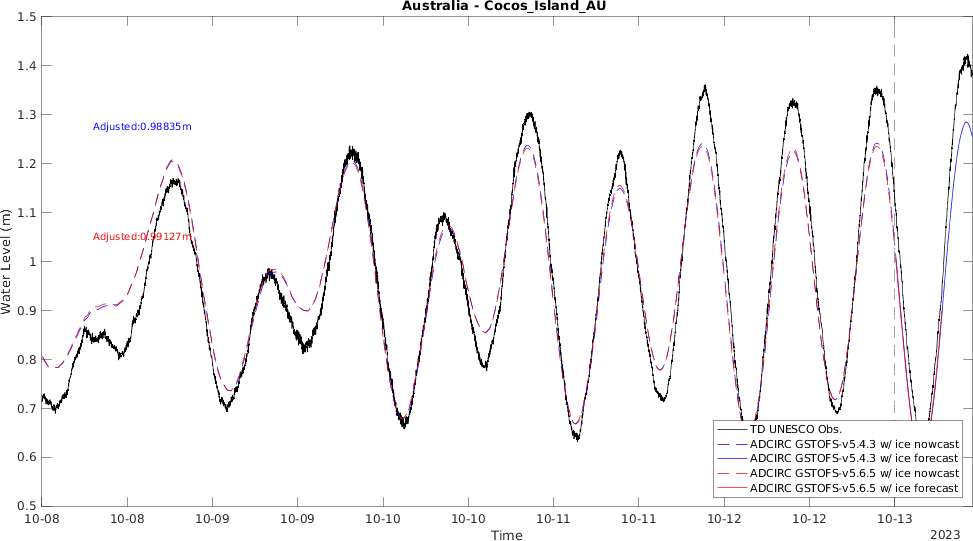 Australia - Cocos_Island_AU
1.5
1.4
1.3
1.2
1.1
1
0.9
0.8
0.7
0.6
0.5
Water Level (m)
Adjusted:0.98835m
Adjusted:0.99127m
TD UNESCO Obs.
ADCIRC GSTOFS-v5.4.3 w/ ice nowcast
ADCIRC GSTOFS-v5.4.3 w/ ice forecast
ADCIRC GSTOFS-v5.6.5 w/ ice nowcast
ADCIRC GSTOFS-v5.6.5 w/ ice forecast
10-08 10-08 10-09 10-09 10-10 10-10 10-11 10-11 10-12 10-12 10-13
Time
2023